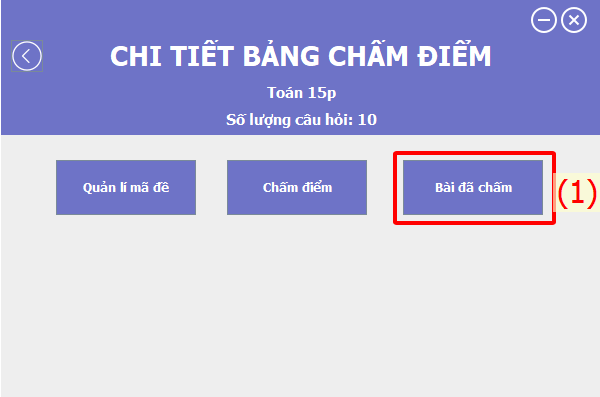 CHI TIẾT BẢNG CHẤM ĐIỂM
Toán 15p
Số lượng câu hỏi: 10
Quản lí mã đề
Chấm điểm
Bài đã chấm
(1)